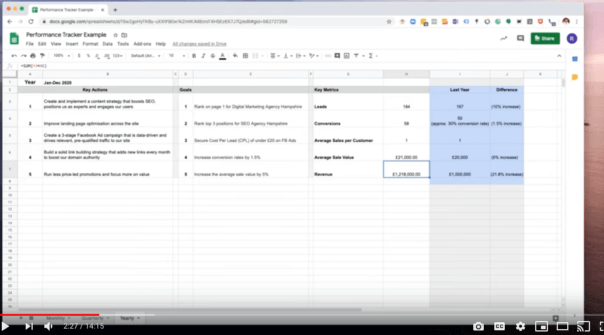 Performance Tracker Example
docs.google.com/spreadsheets/d/
Performance Tracker Example
File Edit View Insert Format Data Tools Add-ons Help All changes saved in Drive
Share
R
100%
Default (Ari...
10
Year Jan-Dec 2020
Key Actions Goals Key Metrics Last Year Difference
1 Create and implement a content strategy that boosts SEO, positions us as experts and engages our users 1 Rank on page 1 for Digital Marketing Agency Hampshire Leads 184 167 (10% increase)
2 Improve landing page optimisation across the site 2 Rank top 3 positions for SEO Agency Hampshire Conversions 58 50 (approx. 30% conversion rate) (1.5% increase)
3 Create a 3-stage Facebook Ad campaign that is data-driven and drives relevant, pre-qualified traffic to our site 3 Secure Cost Per Lead (CPL) of under £20 on FB Ads Average Sales per Customer 1 1
4 Build a solid link building strategy that adds new links every month to boost our domain authority 4 Increase conversion rates by 1.5% Average Sale Value £21,000.00 £20,000 (5% increase)
5 Run less price-led promotions and focus more on value 5 Increase the average sale value by 5% Revenue £1,218,000.00 £1,000,000 (21.8% increase)
Monthly Quarterly Yearly
2:27 / 14:15